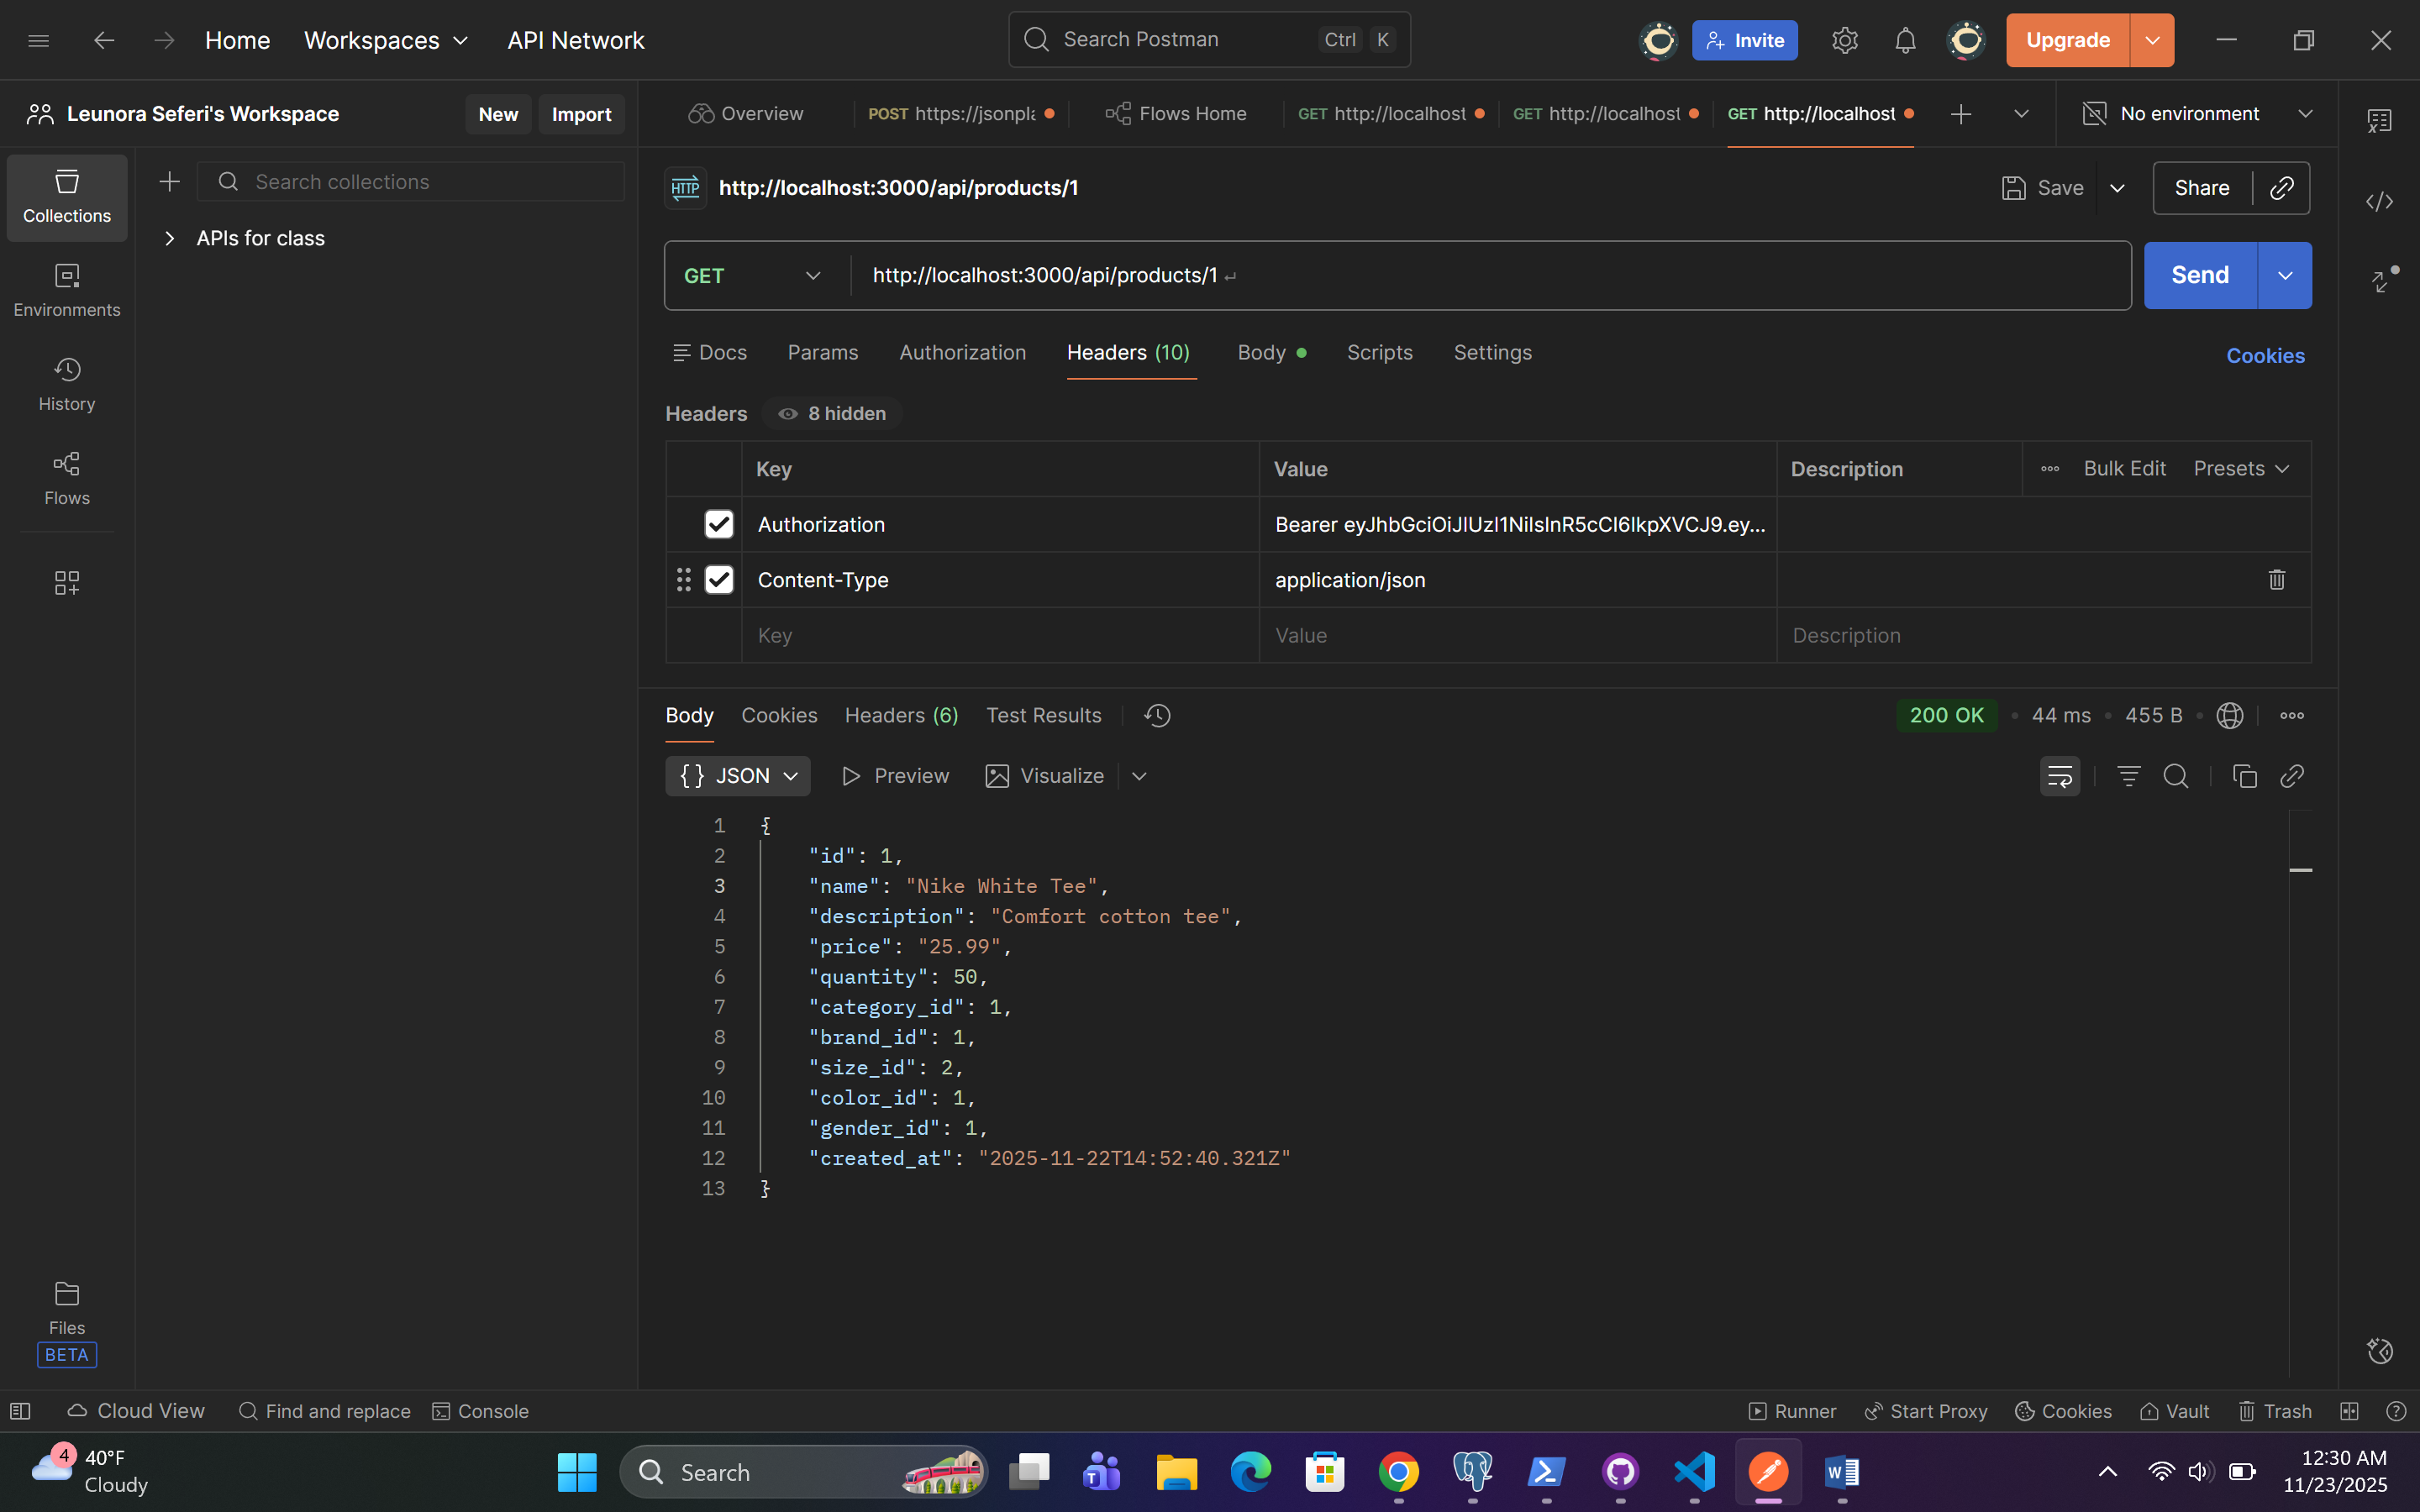 Home Workspaces API Network Search Postman Ctrl K Invite Upgrade
Leunora Seferi's Workspace New Import Overview POST https://jsonpla Flows Home GET http://localhost GET http://localhost GET http://localhost No environment
Collections
Search collections
APIs for class
Environments
History
Flows
Files
BETA
HTTP http://localhost:3000/api/products/1 Save Share
GET http://localhost:3000/api/products/1 Send
Docs Params Authorization Headers (10) Body Scripts Settings Cookies
Headers 8 hidden
Key Value Description Bulk Edit Presets
Authorization Bearer eyJhbGciOiJIUzI1NiIsInR5cCI6IkpXVCJ9.ey...
Content-Type application/json
Key Value Description
Body Cookies Headers (6) Test Results 200 OK 44 ms 455 B
{} JSON Preview Visualize
1 {
2 "id": 1,
3 "name": "Nike White Tee",
4 "description": "Comfort cotton tee",
5 "price": "25.99",
6 "quantity": 50,
7 "category_id": 1,
8 "brand_id": 1,
9 "size_id": 2,
10 "color_id": 1,
11 "gender_id": 1,
12 "created_at": "2025-11-22T14:52:40.321Z"
13 }
Cloud View Find and replace Console Runner Start Proxy Cookies Vault Trash
4 40°F
Cloudy
Search
12:30 AM
11/23/2025